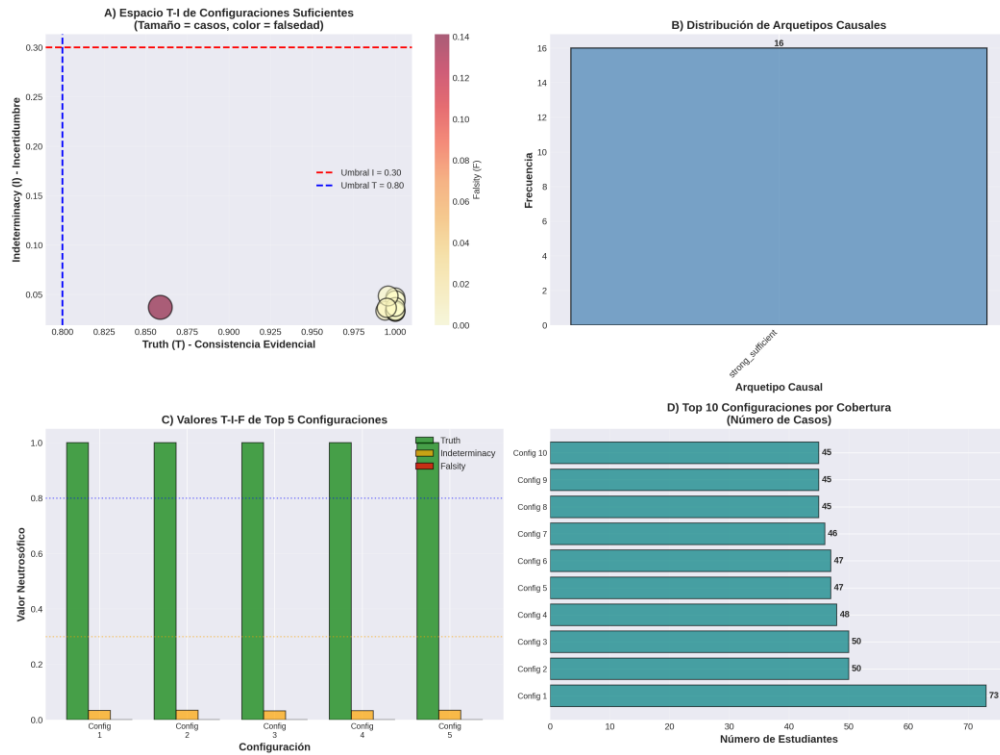 A) Espacio T-I de Configuraciones Suficientes
(Tamaño = casos, color = falsedad)
Indeterminacy (I) - Incertidumbre
0.30
0.25
0.20
0.15
0.10
0.05
0.800
0.825
0.850
0.875
0.900
0.925
0.950
0.975
1.000
Truth (T) - Consistencia Evidencial
Umbral I = 0.30
Umbral T = 0.80
0.14
0.12
0.10
0.08
0.06
0.04
0.02
0.00
Falsity (F)
B) Distribución de Arquetipos Causales
Frecuencia
16
14
12
10
8
6
4
2
0
16
strong_sufficient
Arquetipo Causal
C) Valores T-I-F de Top 5 Configuraciones
Valor Neutrosófico
1.0
0.8
0.6
0.4
0.2
0.0
Truth
Indeterminacy
Falsity
Config
1
Config
2
Config
3
Config
4
Config
5
Configuración
D) Top 10 Configuraciones por Cobertura
(Número de Casos)
Config 10
45
Config 9
45
Config 8
45
Config 7
46
Config 6
47
Config 5
47
Config 4
48
Config 3
50
Config 2
50
Config 1
73
0
10
20
30
40
50
60
70
Número de Estudiantes